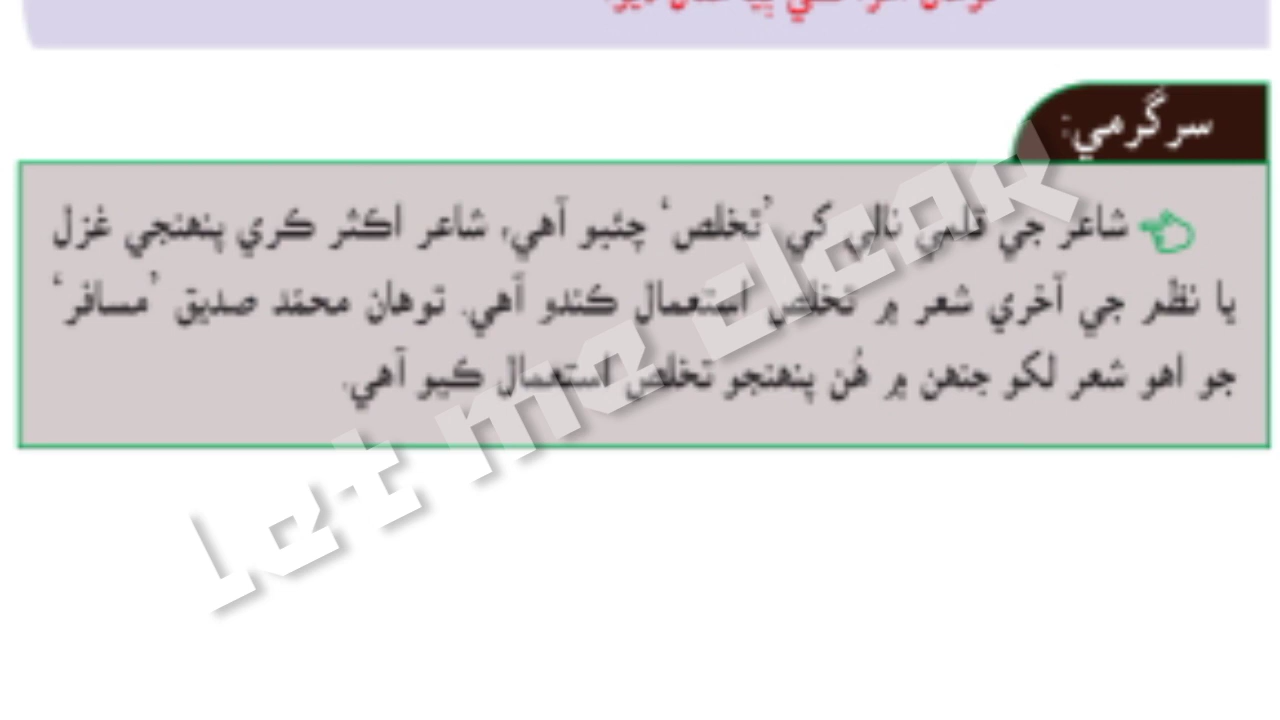 سرگرمي:
شاعر جي قلمي نالي کي ’تخلص‘ چئبو آهي، شاعر اڪثر ڪري پنهنجي غزل
يا نظم جي آخري شعر ۾ تخلص استعمال ڪندو آهي. توهان محمد صديق ’مسافر‘
جو اهو شعر لکو جنهن ۾ هُن پنهنجو تخلص استعمال ڪيو آهي.
Let me clear